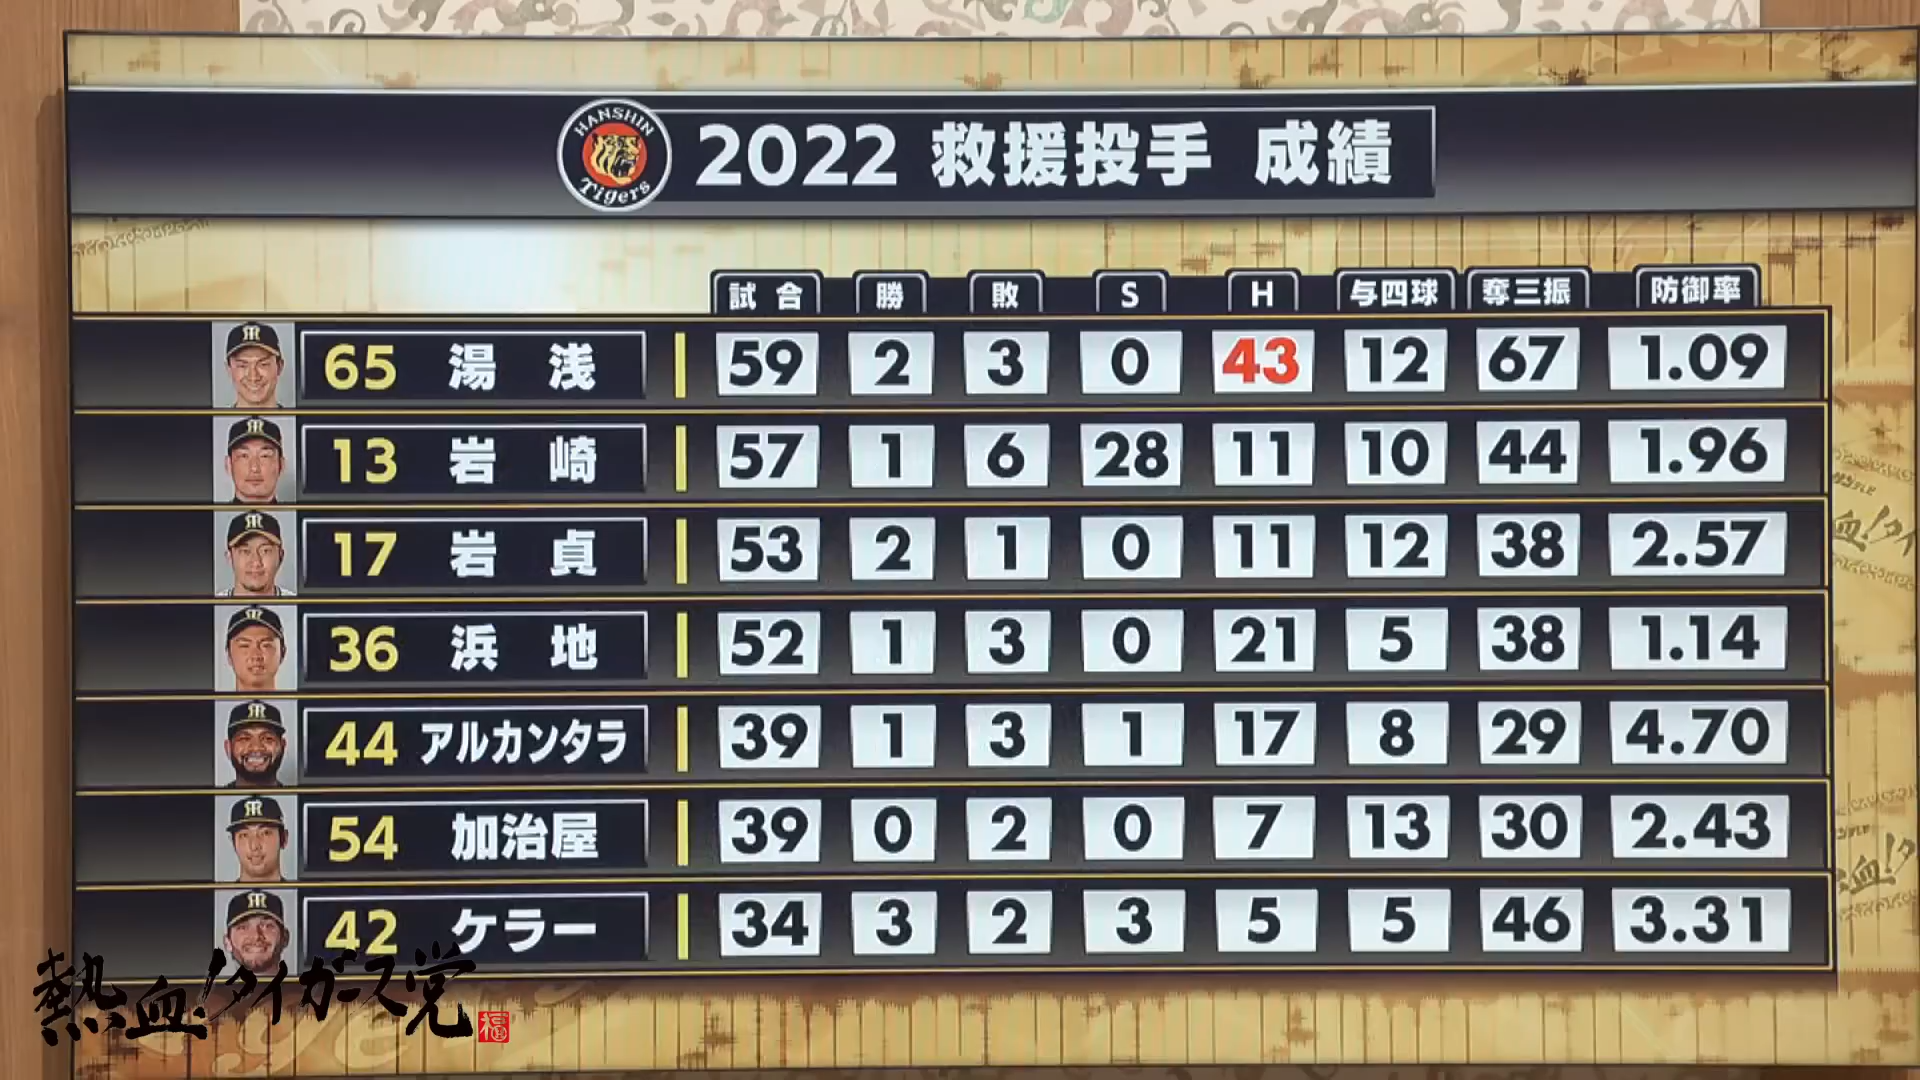 HANSHIN
Tigers
2022 救援投手 成績
試合 勝 敗 S H 与四球 奪三振 防御率
65 湯浅 59 2 3 0 43 12 67 1.09
13 岩崎 57 1 6 28 11 10 44 1.96
17 岩貞 53 2 1 0 11 12 38 2.57
36 浜地 52 1 3 0 21 5 38 1.14
44 アルカンタラ 39 1 3 1 17 8 29 4.70
54 加治屋 39 0 2 0 7 13 30 2.43
42 ケラー 34 3 2 3 5 5 46 3.31
熱血!タイガース党
福